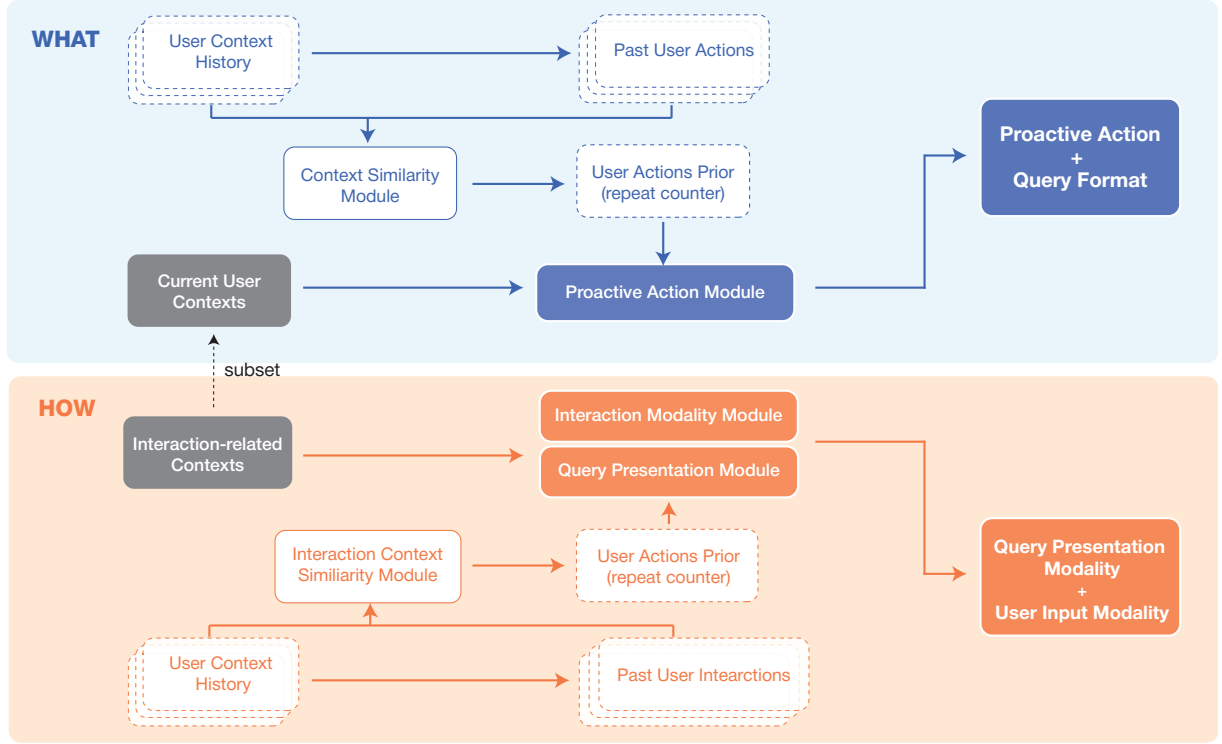 WHAT
User Context
History
Past User Actions
Context Similarity
Module
User Actions Prior
(repeat counter)
Proactive Action
+
Query Format
Current User
Contexts
Proactive Action Module
subset
HOW
Interaction-related
Contexts
Interaction Modality Module
Query Presentation Module
Interaction Context
Similiarity Module
User Actions Prior
(repeat counter)
Query Presentation
Modality
+
User Input Modality
User Context
History
Past User Intearctions